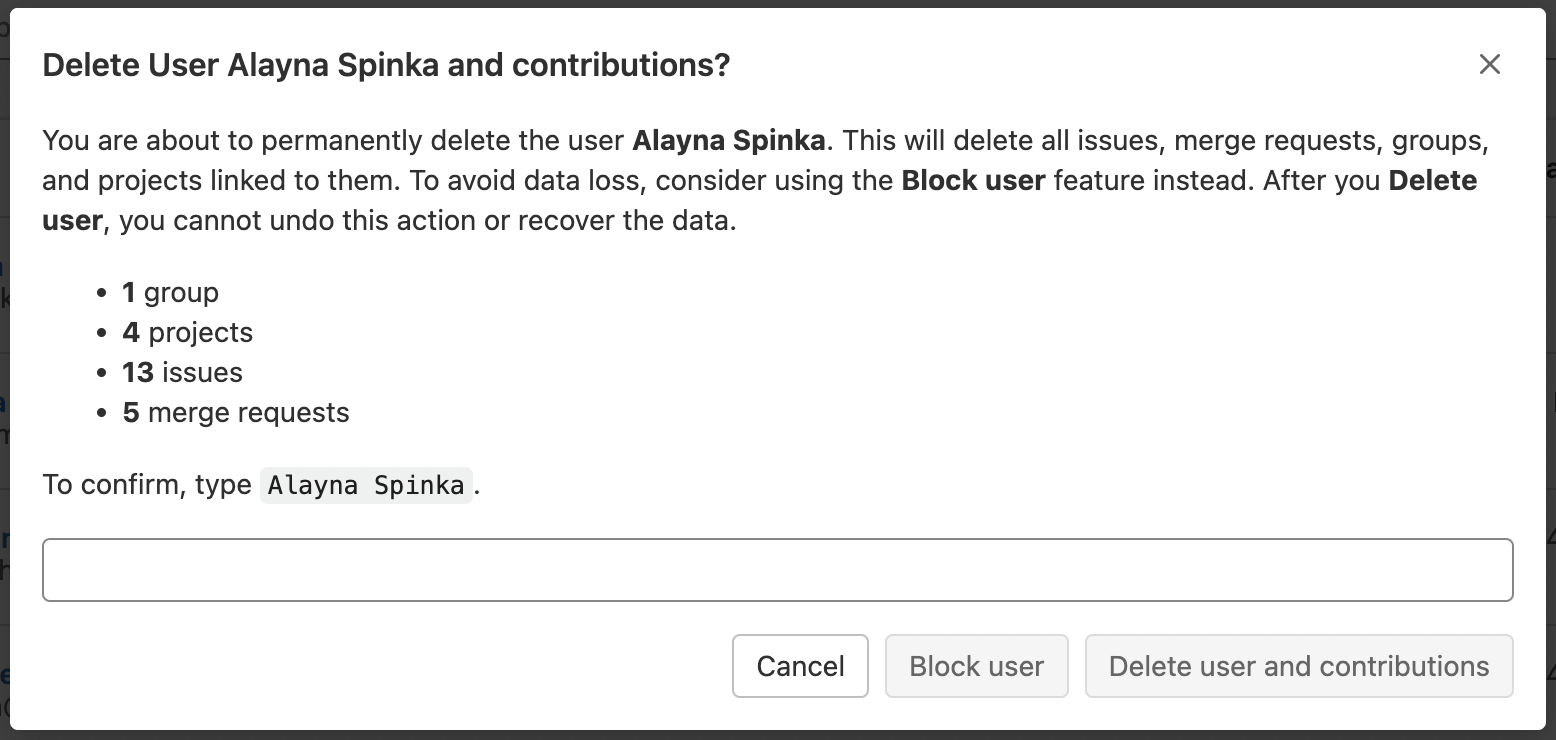 Delete User Alayna Spinka and contributions?
You are about to permanently delete the user Alayna Spinka. This will delete all issues, merge requests, groups,
and projects linked to them. To avoid data loss, consider using the Block user feature instead. After you Delete
user, you cannot undo this action or recover the data.
• 1 group
• 4 projects
• 13 issues
• 5 merge requests
To confirm, type Alayna Spinka.
Cancel Block user Delete user and contributions